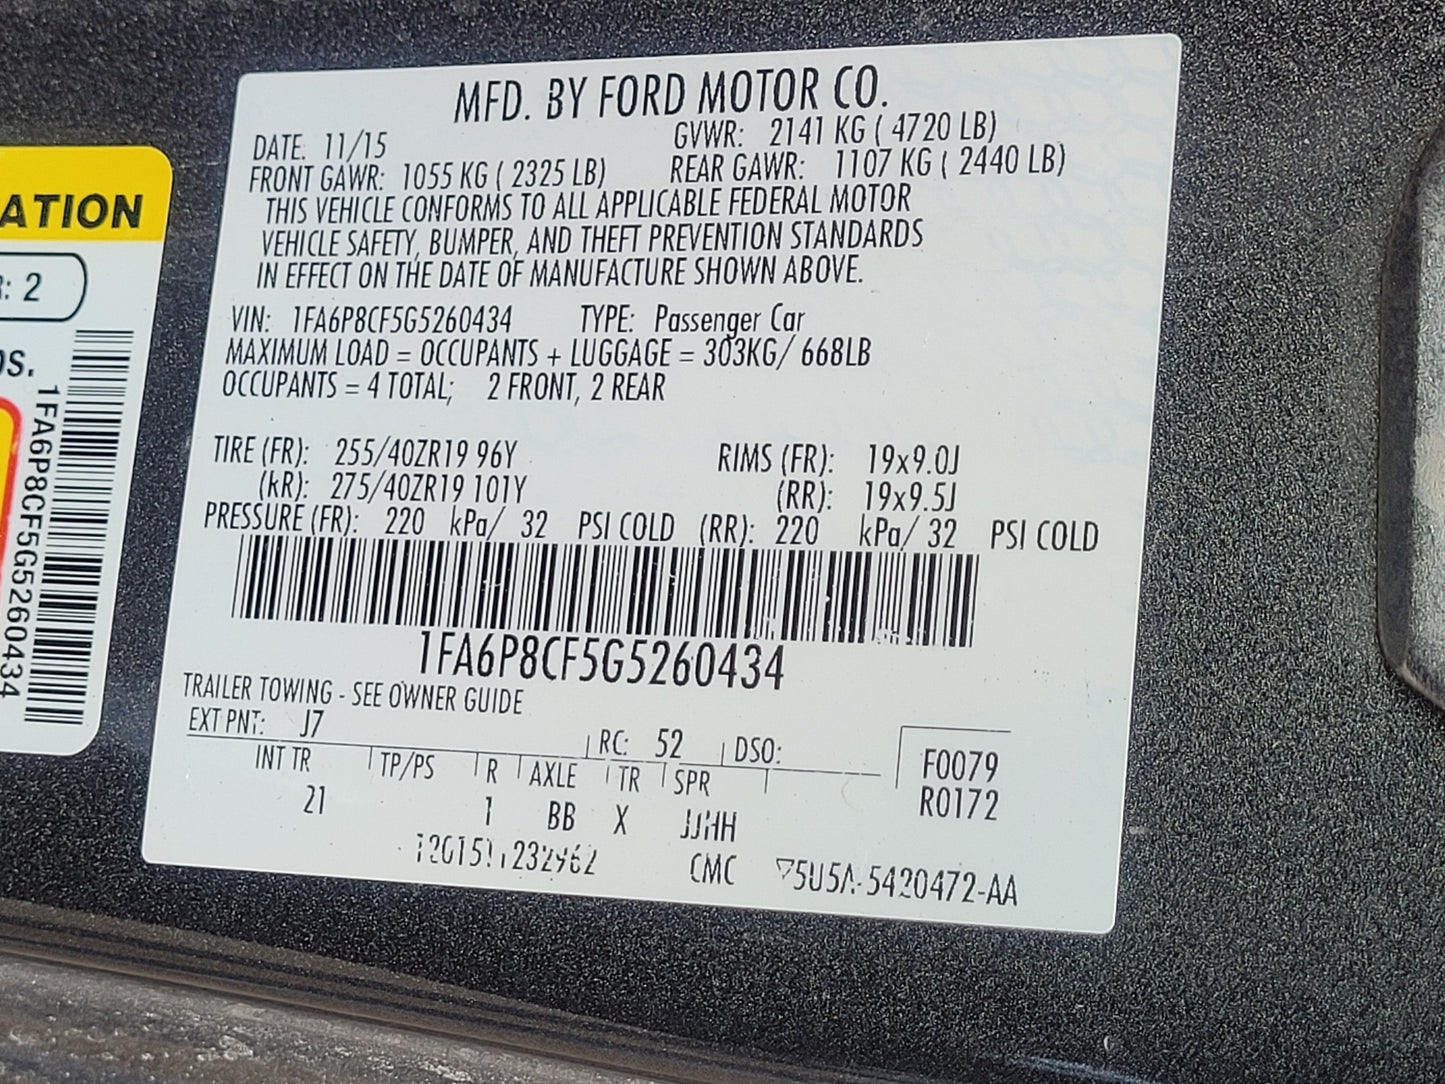 MFD. BY FORD MOTOR CO.
DATE. 11/15 GVWR: 2141 KG ( 4720 LB)
FRONT GAWR: 1055 KG ( 2325 LB) REAR GAWR: 1107 KG ( 2440 LB)
THIS VEHICLE CONFORMS TO ALL APPLICABLE FEDERAL MOTOR
VEHICLE SAFETY, BUMPER, AND THEFT PREVENTION STANDARDS
IN EFFECT ON THE DATE OF MANUFACTURE SHOWN ABOVE.
VIN: 1FA6P8CF5G5260434 TYPE: Passenger Car
MAXIMUM LOAD = OCCUPANTS + LUGGAGE = 303KG/ 668LB
OCCUPANTS = 4 TOTAL; 2 FRONT, 2 REAR
TIRE (FR): 255/40ZR19 96Y RIMS (FR): 19x9.0J
(kR): 275/40ZR19 101Y (RR): 19x9.5J
PRESSURE (FR): 220 kPa/ 32 PSI COLD (RR): 220 kPa/ 32 PSI COLD
1FA6P8CF5G5260434
TRAILER TOWING - SEE OWNER GUIDE
EXT PNT: J7 RC: 52 DSO:
INT TR TP/PS R AXLE TR SPR F0079
21 1 BB X JJHH R0172
CMC 5U5A-5420472-AA
ATION
: 2
OS.
1FA6P8CF5G5260434